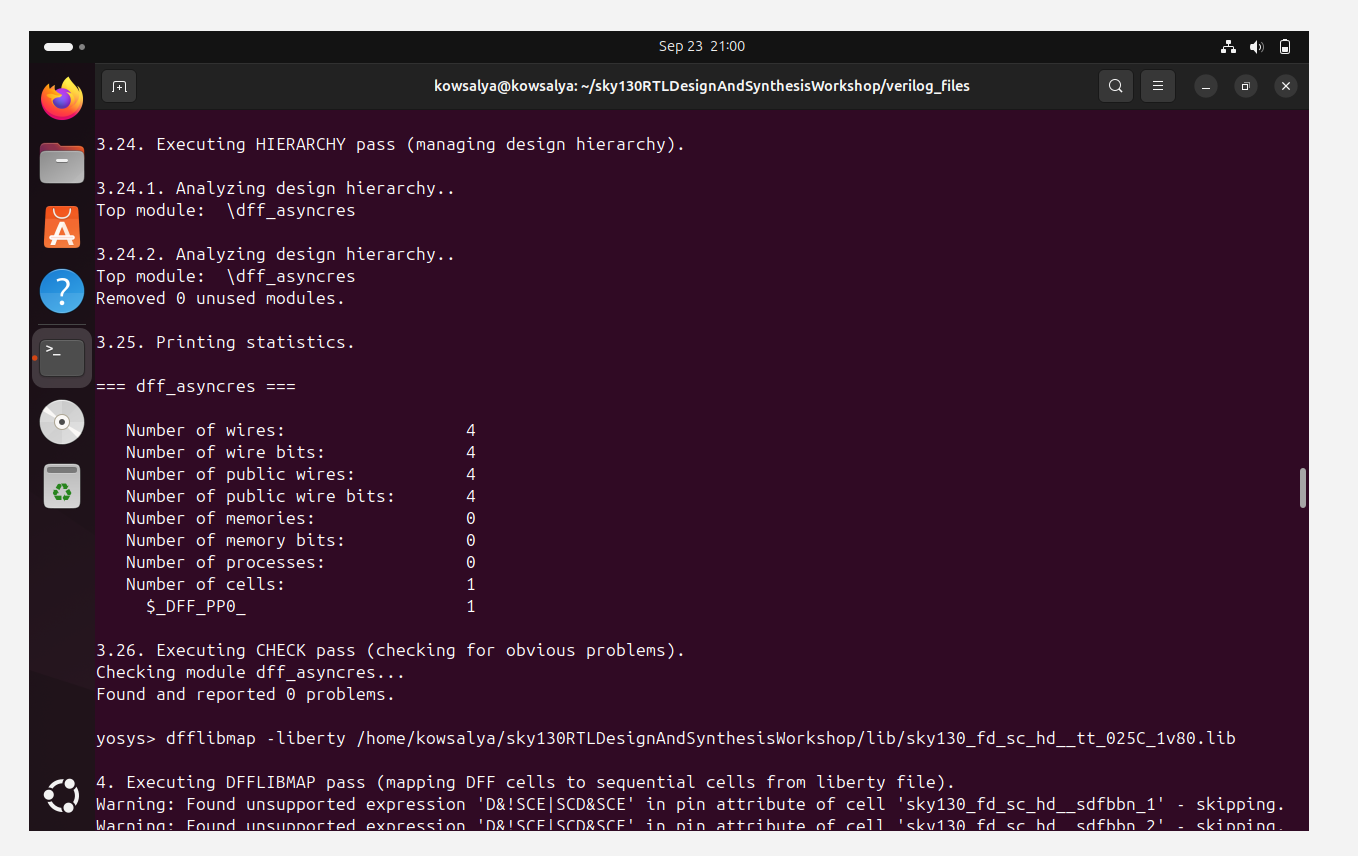 Sep 23 21:00
kowsalya@kowsalya: ~/sky130RTLDesignAndSynthesisWorkshop/verilog_files
3.24. Executing HIERARCHY pass (managing design hierarchy).
3.24.1. Analyzing design hierarchy..
Top module:  \dff_asyncres
3.24.2. Analyzing design hierarchy..
Top module:  \dff_asyncres
Removed 0 unused modules.
3.25. Printing statistics.
=== dff_asyncres ===
Number of wires: 4
Number of wire bits: 4
Number of public wires: 4
Number of public wire bits: 4
Number of memories: 0
Number of memory bits: 0
Number of processes: 0
Number of cells: 1
$_DFF_PP0_ 1
3.26. Executing CHECK pass (checking for obvious problems).
Checking module dff_asyncres...
Found and reported 0 problems.
yosys> dfflibmap -liberty /home/kowsalya/sky130RTLDesignAndSynthesisWorkshop/lib/sky130_fd_sc_hd__tt_025C_1v80.lib
4. Executing DFFLIBMAP pass (mapping DFF cells to sequential cells from liberty file).
Warning: Found unsupported expression 'D&!SCE|SCD&SCE' in pin attribute of cell 'sky130_fd_sc_hd__sdfbbn_1' - skipping.
Warning: Found unsupported expression 'D&!SCE|SCD&SCE' in pin attribute of cell 'sky130_fd_sc_hd__sdfbbn_2' - skipping.